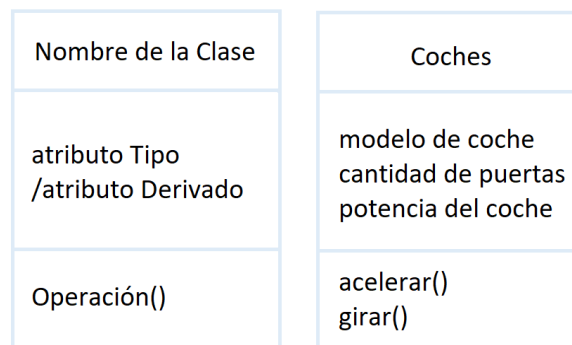 Nombre de la Clase
atributo Tipo
/atributo Derivado
Operación()
Coches
modelo de coche
cantidad de puertas
potencia del coche
acelerar()
girar()